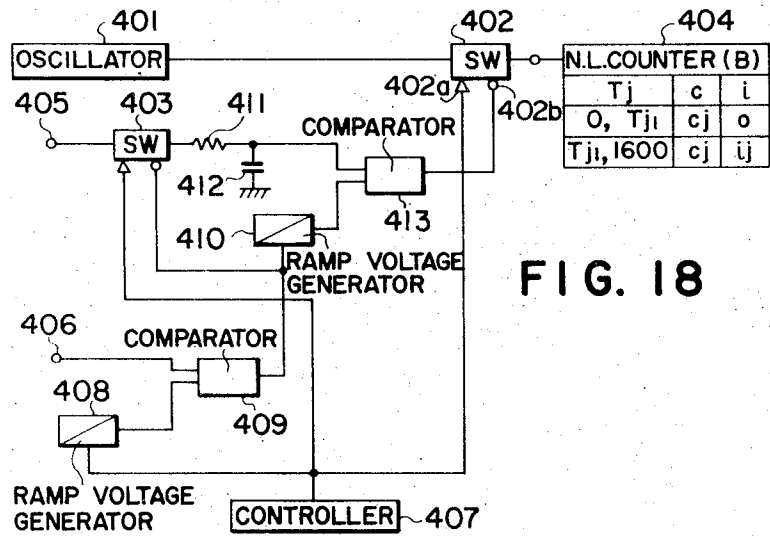 401
402
404
OSCILLATOR
SW
N.L.COUNTER (B)
402a
402b
Tj c i
0, Tj1 cj o
Tj1, 1600 cj ij
405
403
411
SW
COMPARATOR
412
413
410
RAMP VOLTAGE
GENERATOR
FIG. 18
406
COMPARATOR
408
409
RAMP VOLTAGE
GENERATOR
CONTROLLER
407